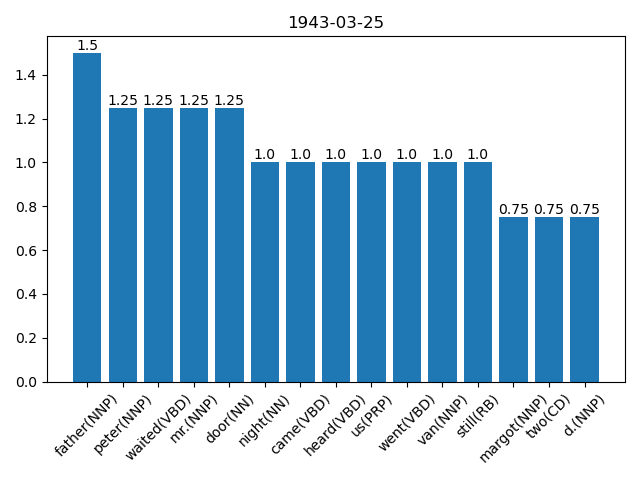 1943-03-25
1.5
1.25 1.25 1.25 1.25
1.0 1.0 1.0 1.0 1.0 1.0 1.0
0.75 0.75 0.75
1.4
1.2
1.0
0.8
0.6
0.4
0.2
0.0
father(NNP)
peter(NNP)
waited(VBD)
mr.(NNP)
door(NN)
night(NN)
came(VBD)
heard(VBD)
us(PRP)
went(VBD)
van(NNP)
still(RB)
margot(NNP)
two(CD)
d.(NNP)